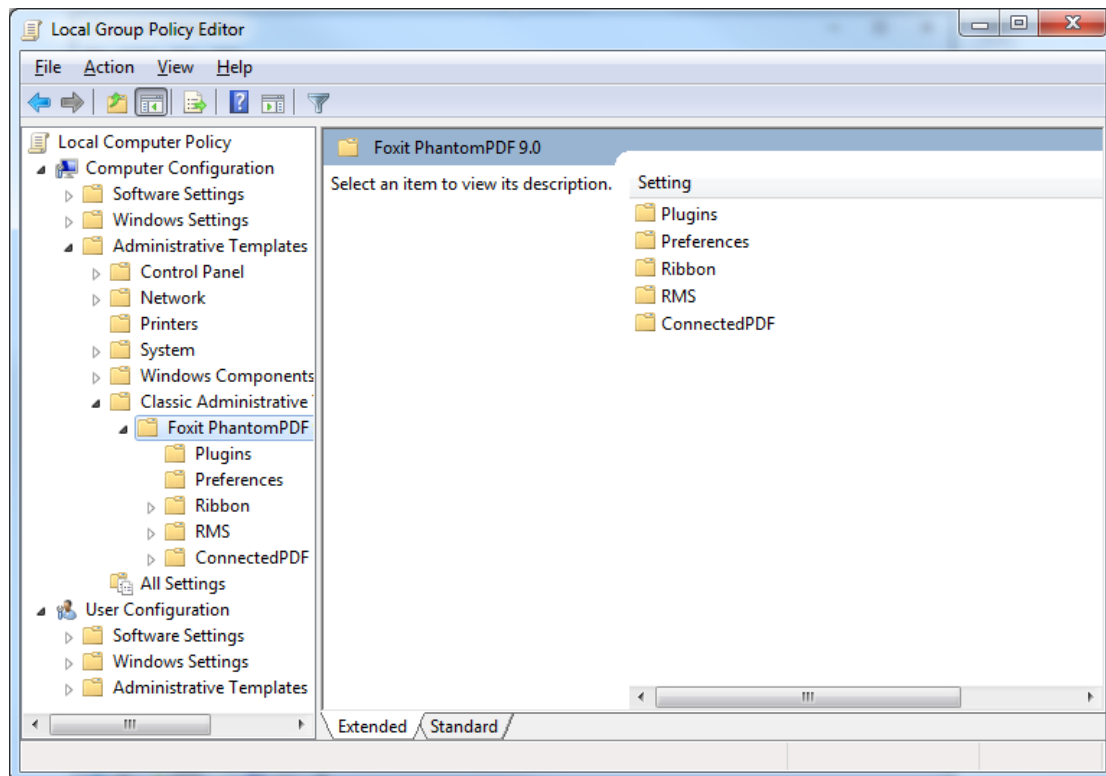 Local Group Policy Editor
File Action View Help
Local Computer Policy
Computer Configuration
Software Settings
Windows Settings
Administrative Templates
Control Panel
Network
Printers
System
Windows Components
Classic Administrative
Foxit PhantomPDF
Plugins
Preferences
Ribbon
RMS
ConnectedPDF
All Settings
User Configuration
Software Settings
Windows Settings
Administrative Templates
Foxit PhantomPDF 9.0
Select an item to view its description.
Setting
Plugins
Preferences
Ribbon
RMS
ConnectedPDF
Extended Standard